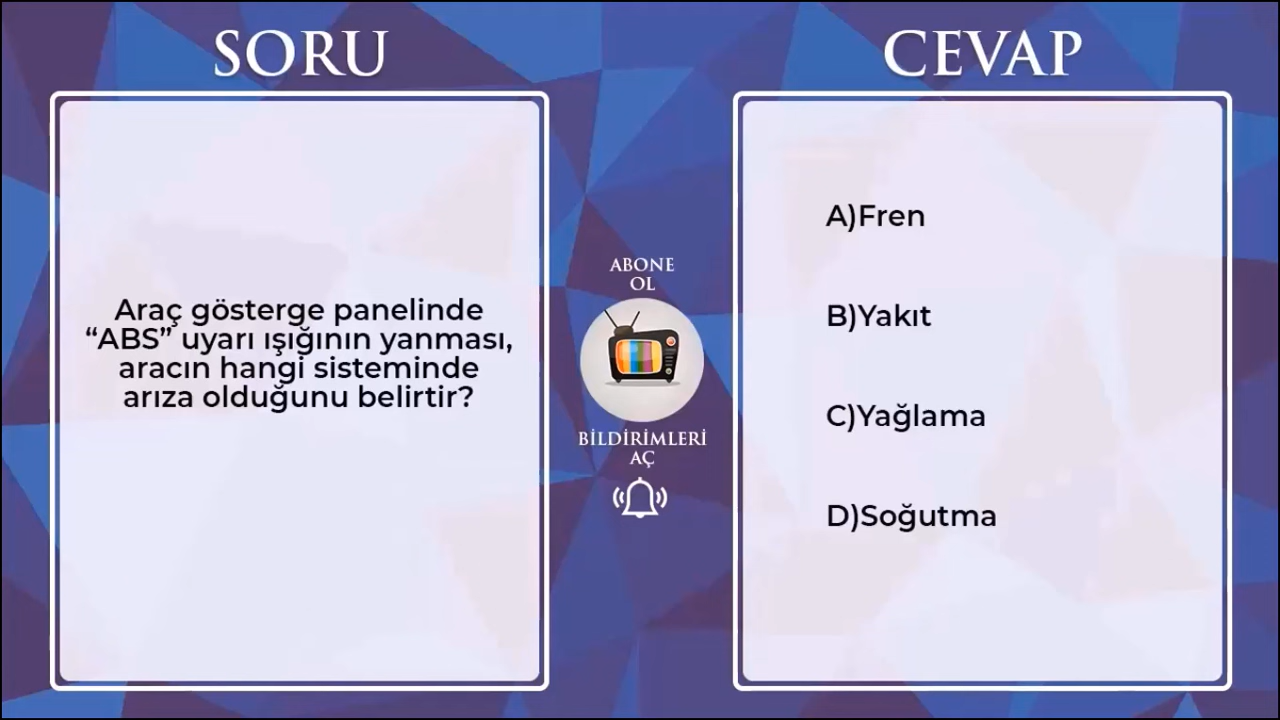 SORU
Araç gösterge panelinde
“ABS” uyarı ışığının yanması,
aracın hangi sisteminde
arıza olduğunu belirtir?
ABONE
OL
BİLDİRİMLERİ
AÇ
CEVAP
A)Fren
B)Yakıt
C)Yağlama
D)Soğutma